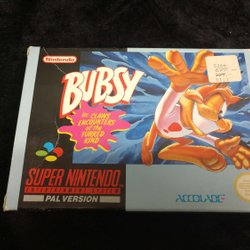 Nintendo
BUBSY
in: CLAWS
ENCOUNTERS
OF THE
FURRED
KIND
SUPER NINTENDO
ENTERTAINMENT SYSTEM
PAL VERSION
ACCOLADE